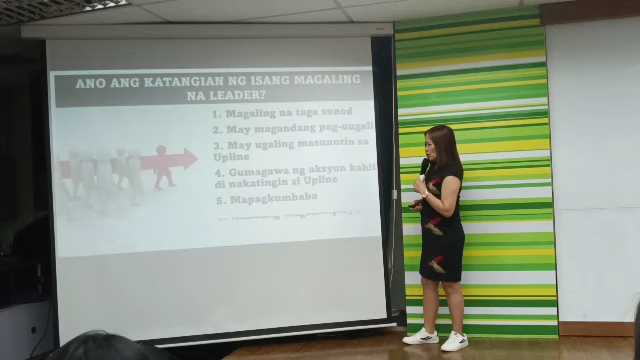 ANO ANG KATANGIAN NG ISANG MAGALING
NA LEADER?
1. Magaling na taga sunod
2. May magandang pag-uugali
3. May ugaling masunurin sa
Upline
4. Gumagawa ng aksyon kahit
di nakatingin si Upline
5. Mapagkumbaba